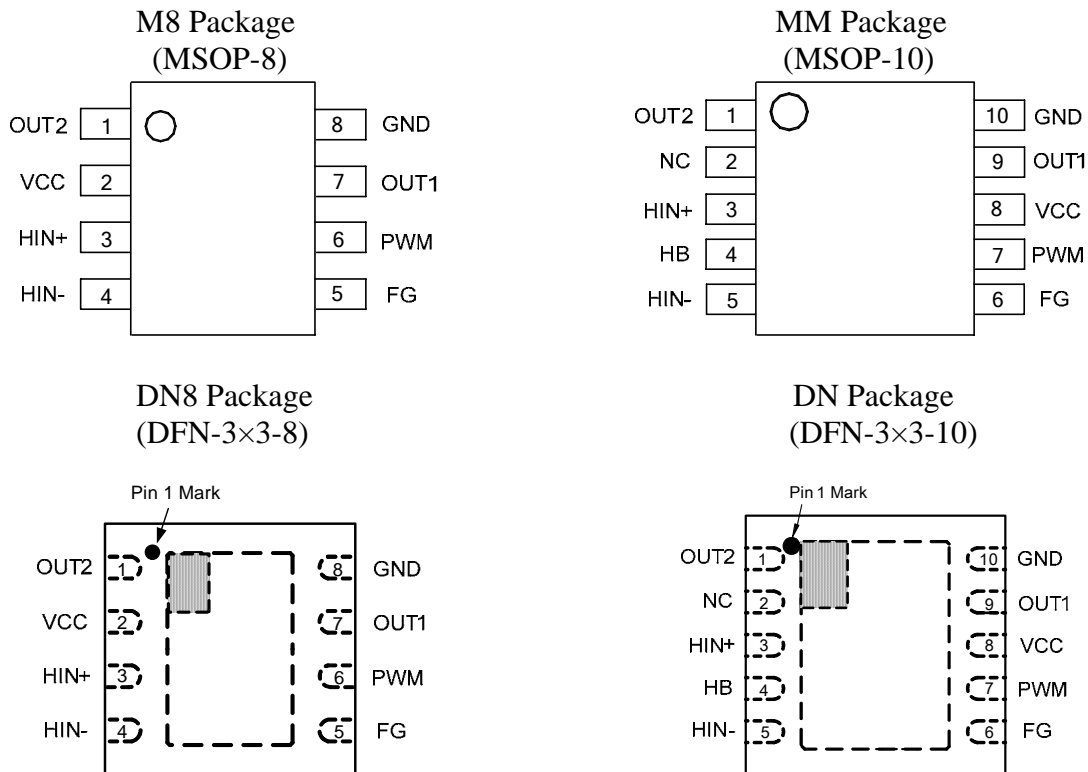 M8 Package
(MSOP-8)
OUT2 1 8 GND
VCC 2 7 OUT1
HIN+ 3 6 PWM
HIN- 4 5 FG
MM Package
(MSOP-10)
OUT2 1 10 GND
NC 2 9 OUT1
HIN+ 3 8 VCC
HB 4 7 PWM
HIN- 5 6 FG
DN8 Package
(DFN-3×3-8)
Pin 1 Mark
OUT2 1 8 GND
VCC 2 7 OUT1
HIN+ 3 6 PWM
HIN- 4 5 FG
DN Package
(DFN-3×3-10)
Pin 1 Mark
OUT2 1 10 GND
NC 2 9 OUT1
HIN+ 3 8 VCC
HB 4 7 PWM
HIN- 5 6 FG